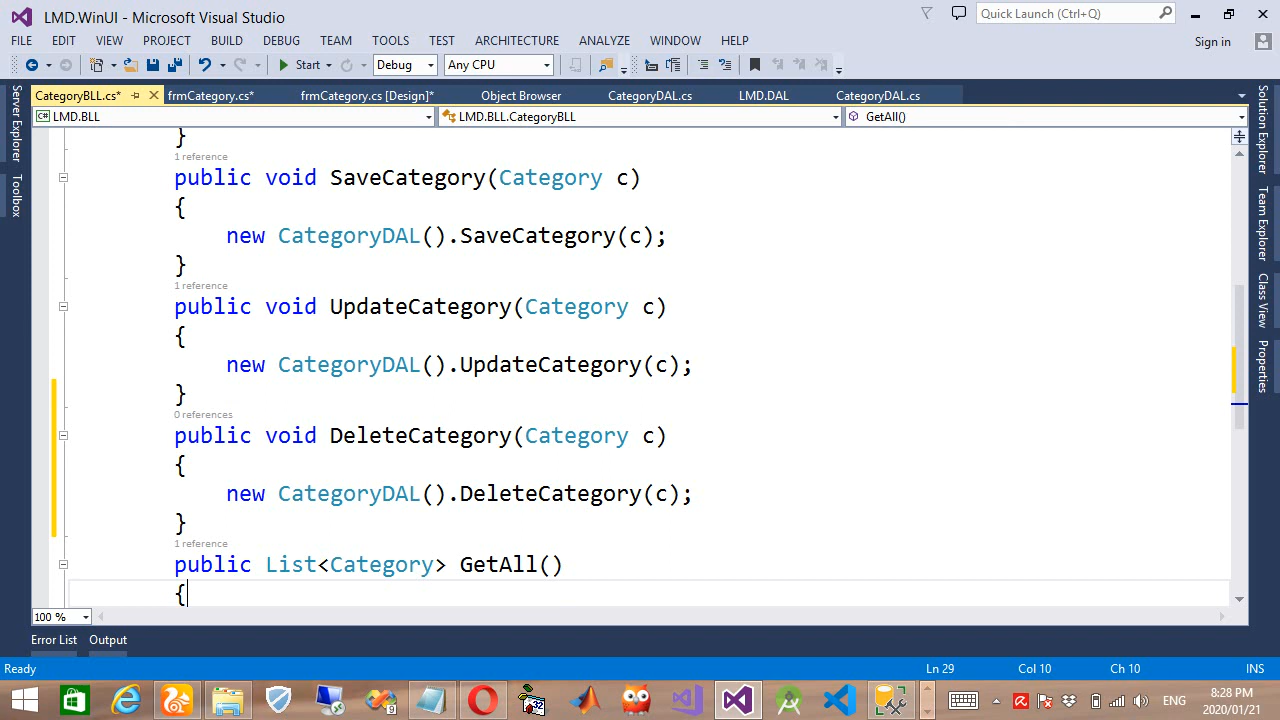 LMD.WinUI - Microsoft Visual Studio
Quick Launch (Ctrl+Q)
FILE EDIT VIEW PROJECT BUILD DEBUG TEAM TOOLS TEST ARCHITECTURE ANALYZE WINDOW HELP
Sign in
Start Debug Any CPU
CategoryBLL.cs* frmCategory.cs* frmCategory.cs [Design]* Object Browser CategoryDAL.cs LMD.DAL CategoryDAL.cs
LMD.BLL LMD.BLL.CategoryBLL GetAll()
Server Explorer
Toolbox
Solution Explorer
Team Explorer
Class View
Properties
}
1 reference
public void SaveCategory(Category c)
{
new CategoryDAL().SaveCategory(c);
}
1 reference
public void UpdateCategory(Category c)
{
new CategoryDAL().UpdateCategory(c);
}
0 references
public void DeleteCategory(Category c)
{
new CategoryDAL().DeleteCategory(c);
}
1 reference
public List<Category> GetAll()
{
100 %
Error List Output
Ready Ln 29 Col 10 Ch 10 INS
32
ENG
8:28 PM
2020/01/21